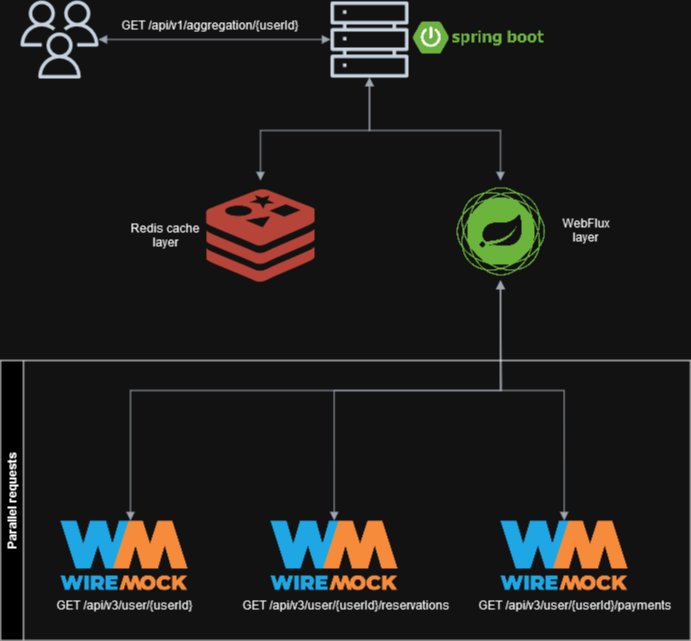 GET /api/v1/aggregation/{userId}
spring boot
Redis cache
layer
WebFlux
layer
Parallel requests
WM
WIREMOCK
GET /api/v3/user/{userId}
WM
WIREMOCK
GET /api/v3/user/{userId}/reservations
WM
WIREMOCK
GET /api/v3/user/{userId}/payments